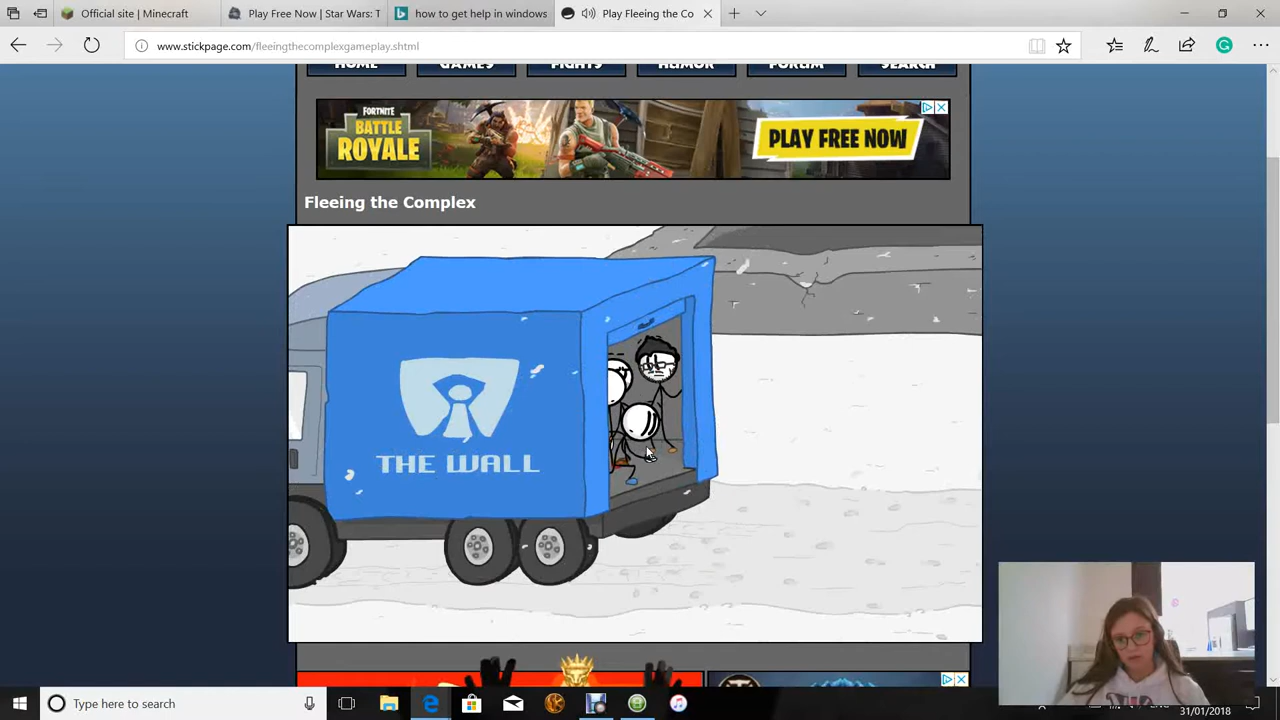 Official site | Minecraft
Play Free Now | Star Wars: T
how to get help in windows
Play Fleeing the Co
www.stickpage.com/fleeingthecomplexgameplay.shtml
HOME GAMES FIGHTS HUMOR FORUM SEARCH
FORTNITE
BATTLE
ROYALE
PLAY FREE NOW
Fleeing the Complex
THE WALL
Type here to search
31/01/2018